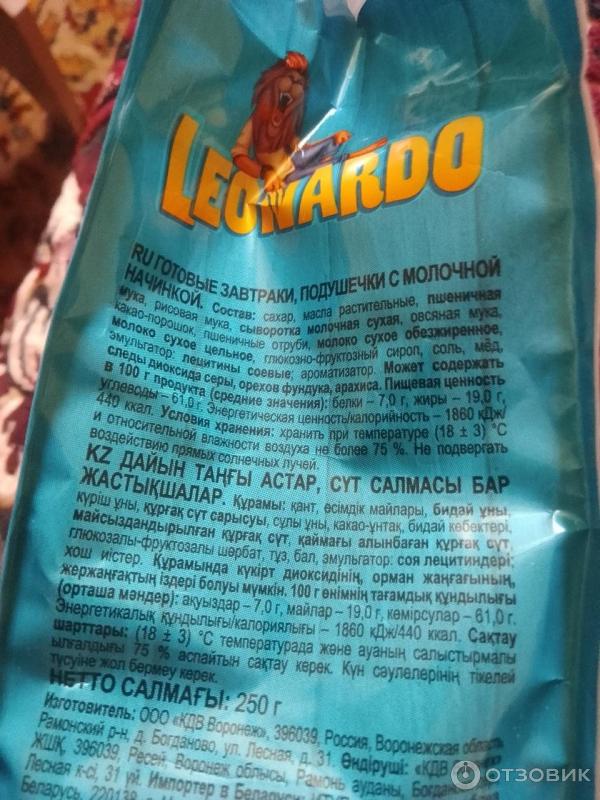 LEONARDO
RU ГОТОВЫЕ ЗАВТРАКИ, ПОДУШЕЧКИ С МОЛОЧНОЙ
НАЧИНКОЙ. Состав: сахар, масла растительные, пшеничная
мука, рисовая мука, сыворотка молочная сухая, овсяная мука,
какао-порошок, пшеничные отруби, молоко сухое обезжиренное,
молоко сухое цельное, глюкозно-фруктозный сироп, соль, мёд,
эмульгатор: лецитины соевые; ароматизатор. Может содержать
следы диоксида серы, орехов фундука, арахиса. Пищевая ценность
в 100 г продукта (средние значения): белки – 7,0 г, жиры – 19,0 г,
углеводы – 61,0 г. Энергетическая ценность/калорийность – 1860 кДж/
440 ккал. Условия хранения: хранить при температуре (18 ± 3) °С
и относительной влажности воздуха не более 75 %. Не подвергать
воздействию прямых солнечных лучей.
KZ ДАЙЫН ТАҢҒЫ АСТАР, СҮТ САЛМАСЫ БАР
ЖАСТЫҚШАЛАР. Құрамы: қант, өсімдік майлары, бидай ұны,
күріш ұны, құрғақ сүт сарысуы, сұлы ұны, какао-ұнтақ, бидай кебектері,
майсыздандырылған құрғақ сүт, қаймағы алынбаған құрғақ сүт,
глюкозалы-фруктозалы шербат, тұз, бал, эмульгатор: соя лецитиндері;
хош иістер. Құрамында күкірт диоксидінің, орман жаңғағының,
жержаңғақтың іздері болуы мүмкін. 100 г өнімнің тағамдық құндылығы
(орташа мәндер): ақуыздар – 7,0 г, майлар – 19,0 г, көмірсулар – 61,0 г.
Энергетикалық құндылығы/калориялығы – 1860 кДж/440 ккал. Сақтау
шарттары: (18 ± 3) °С температурада және ауаның салыстырмалы
ылғалдығы 75 % аспайтын сақтау керек. Күн сәулелерінің тікелей
түсуіне жол бермеу керек.
НЕТТО САЛМАҒЫ: 250 г
Изготовитель: ООО «КДВ Воронеж», 396039, Россия, Воронежская область,
Рамонский р-н, д. Богданово, ул. Лесная, д. 31. Өндіруші: «КДВ
ЖШҚ, 396039, Ресей, Воронеж облысы, Рамонь ауданы,
Лесная к-сі, 31 үй. Импортер в Беларусь:
Беларусь, 220138,
ОТЗОВИК